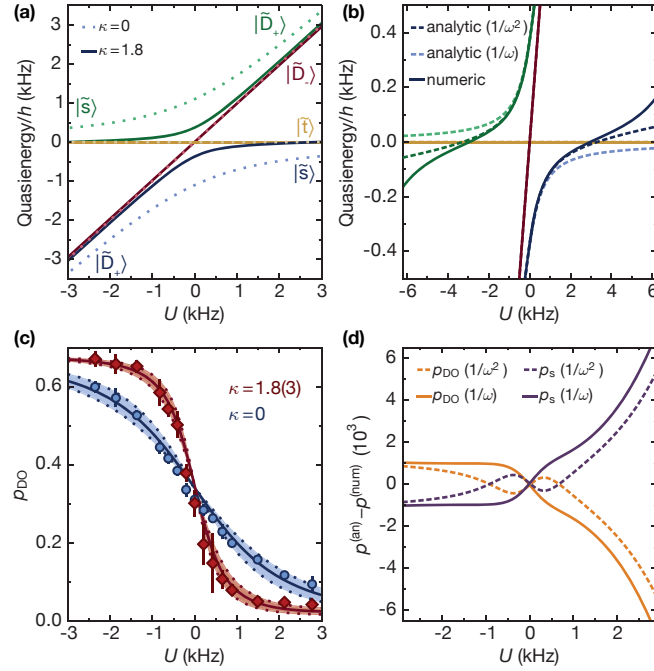 (a)
κ=0
κ=1.8
|D̃₊⟩
|D̃₋⟩
|s̃⟩
|t̃⟩
|s̃⟩
|D̃₊⟩
Quasienergy/h (kHz)
3
2
1
0
-1
-2
-3
-3 -2 -1 0 1 2 3
U (kHz)
(b)
analytic (1/ω²)
analytic (1/ω)
numeric
Quasienergy/h (kHz)
0.4
0.2
0.0
-0.2
-0.4
-6 -4 -2 0 2 4 6
U (kHz)
(c)
κ=1.8(3)
κ=0
p_DO
0.6
0.4
0.2
0.0
-3 -2 -1 0 1 2 3
U (kHz)
(d)
p_DO (1/ω²) p_s (1/ω²)
p_DO (1/ω) p_s (1/ω)
p⁽ᵃⁿ⁾−p⁽ⁿᵘᵐ⁾ (10³)
6
4
2
0
-2
-4
-6
-2 -1 0 1 2
U (kHz)